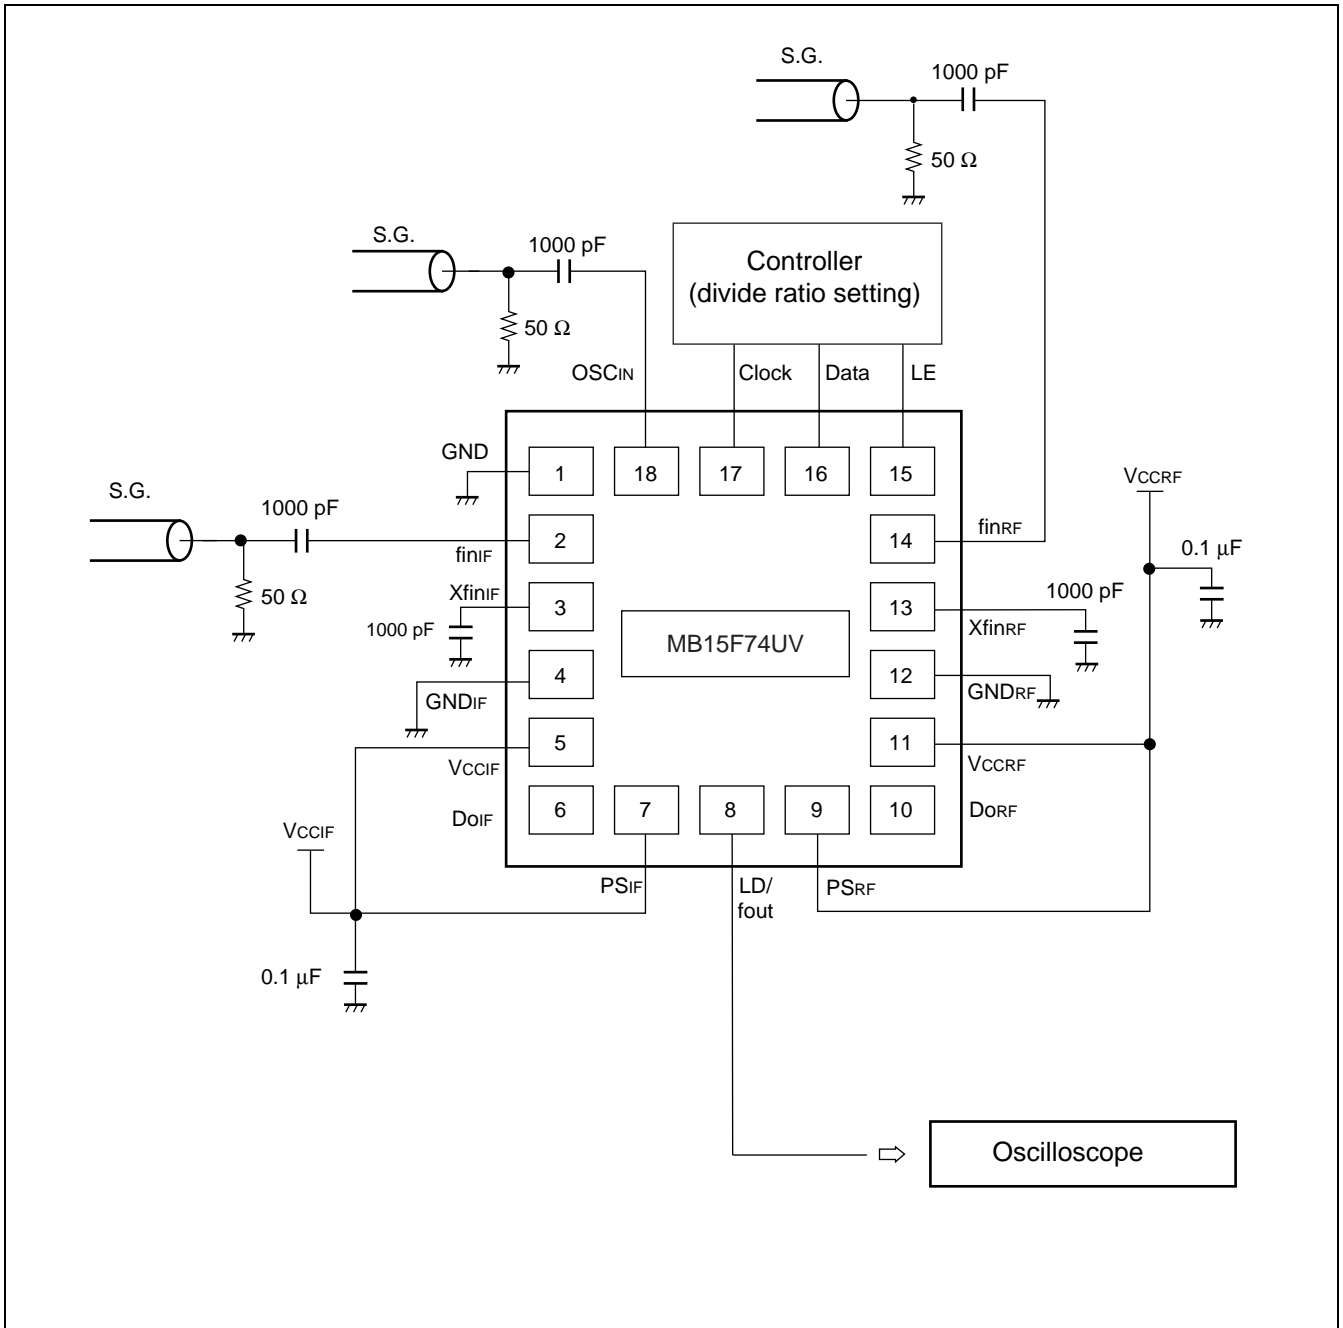 S.G.
1000 pF
50 Ω
S.G.
1000 pF
50 Ω
Controller
(divide ratio setting)
OSCIN
Clock
Data
LE
GND
1
18
17
16
15
S.G.
1000 pF
50 Ω
finIF
2
14
finRF
VCCRF
0.1 μF
XfinIF
1000 pF
3
13
XfinRF
1000 pF
MB15F74UV
GNDIF
4
12
GNDRF
VCCIF
5
11
VCCRF
DoIF
6
7
8
9
10
DoRF
VCCIF
PSIF
LD/
fout
PSRF
0.1 μF
Oscilloscope